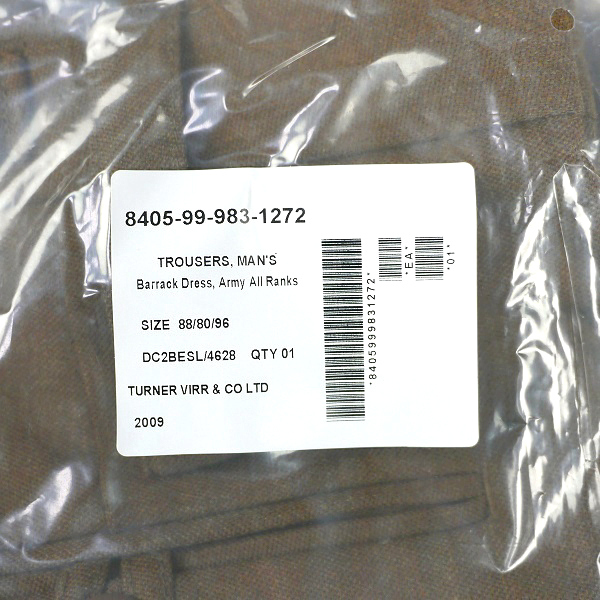 8405-99-983-1272
TROUSERS, MAN'S
Barrack Dress, Army All Ranks
SIZE 88/80/96
DC2BESL/4628 QTY 01
TURNER VIRR & CO LTD
2009
*8405999831272*
*EA*
*01*